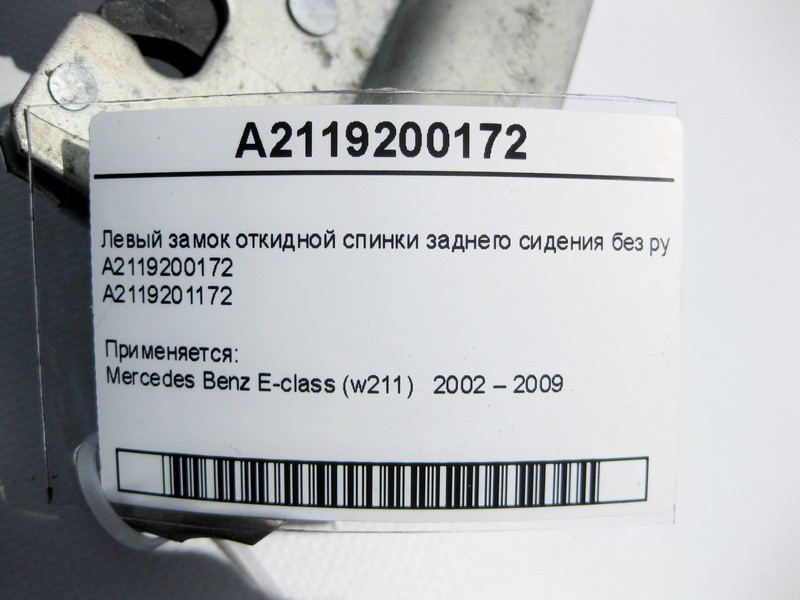 A2119200172
Левый замок откидной спинки заднего сидения без ру
A2119200172
A2119201172
Применяется:
Mercedes Benz E-class (w211) 2002 – 2009